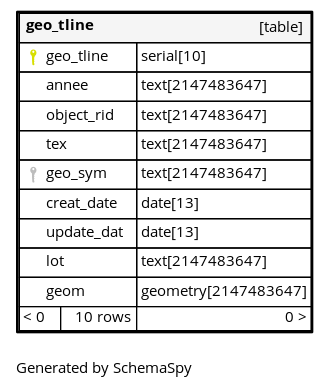 geo_tline [table]
geo_tline serial[10]
annee text[2147483647]
object_rid text[2147483647]
tex text[2147483647]
geo_sym text[2147483647]
creat_date date[13]
update_dat date[13]
lot text[2147483647]
geom geometry[2147483647]
< 0 10 rows 0 >
Generated by SchemaSpy